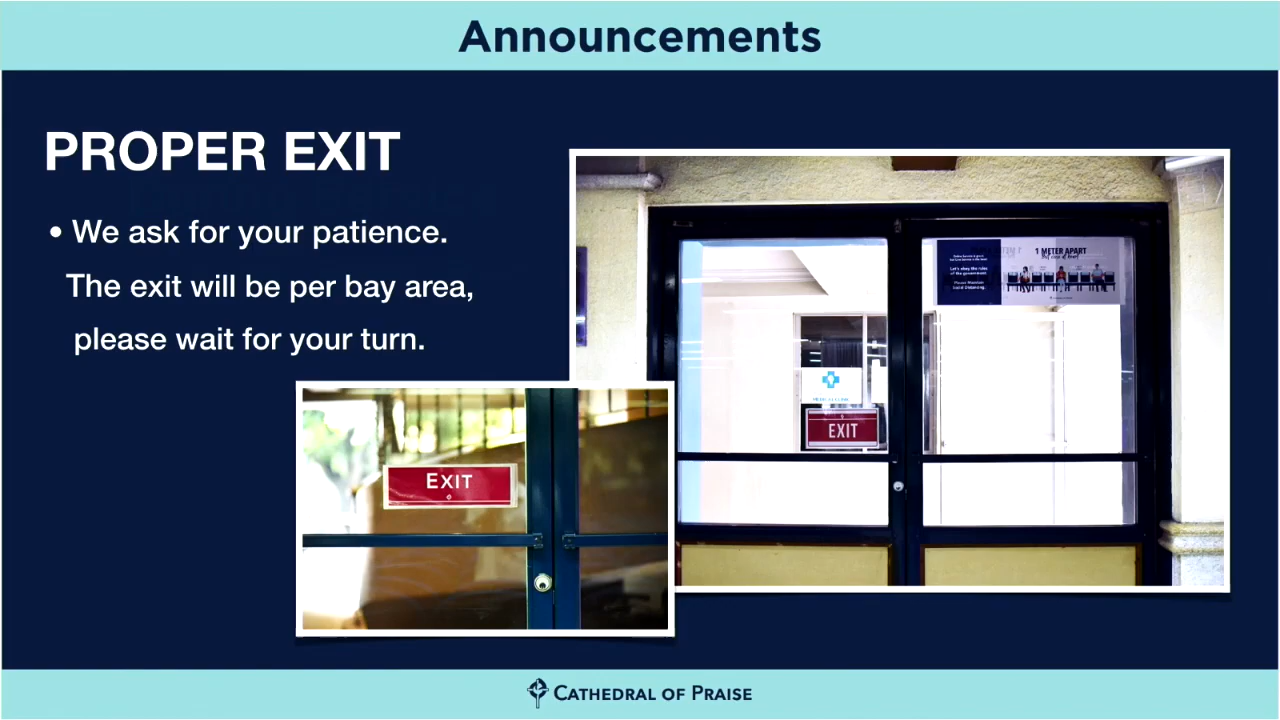 Announcements
PROPER EXIT
• We ask for your patience.
The exit will be per bay area,
please wait for your turn.
1 METER APART
Let's obey the rules
of the government.
EXIT
EXIT
CATHEDRAL OF PRAISE